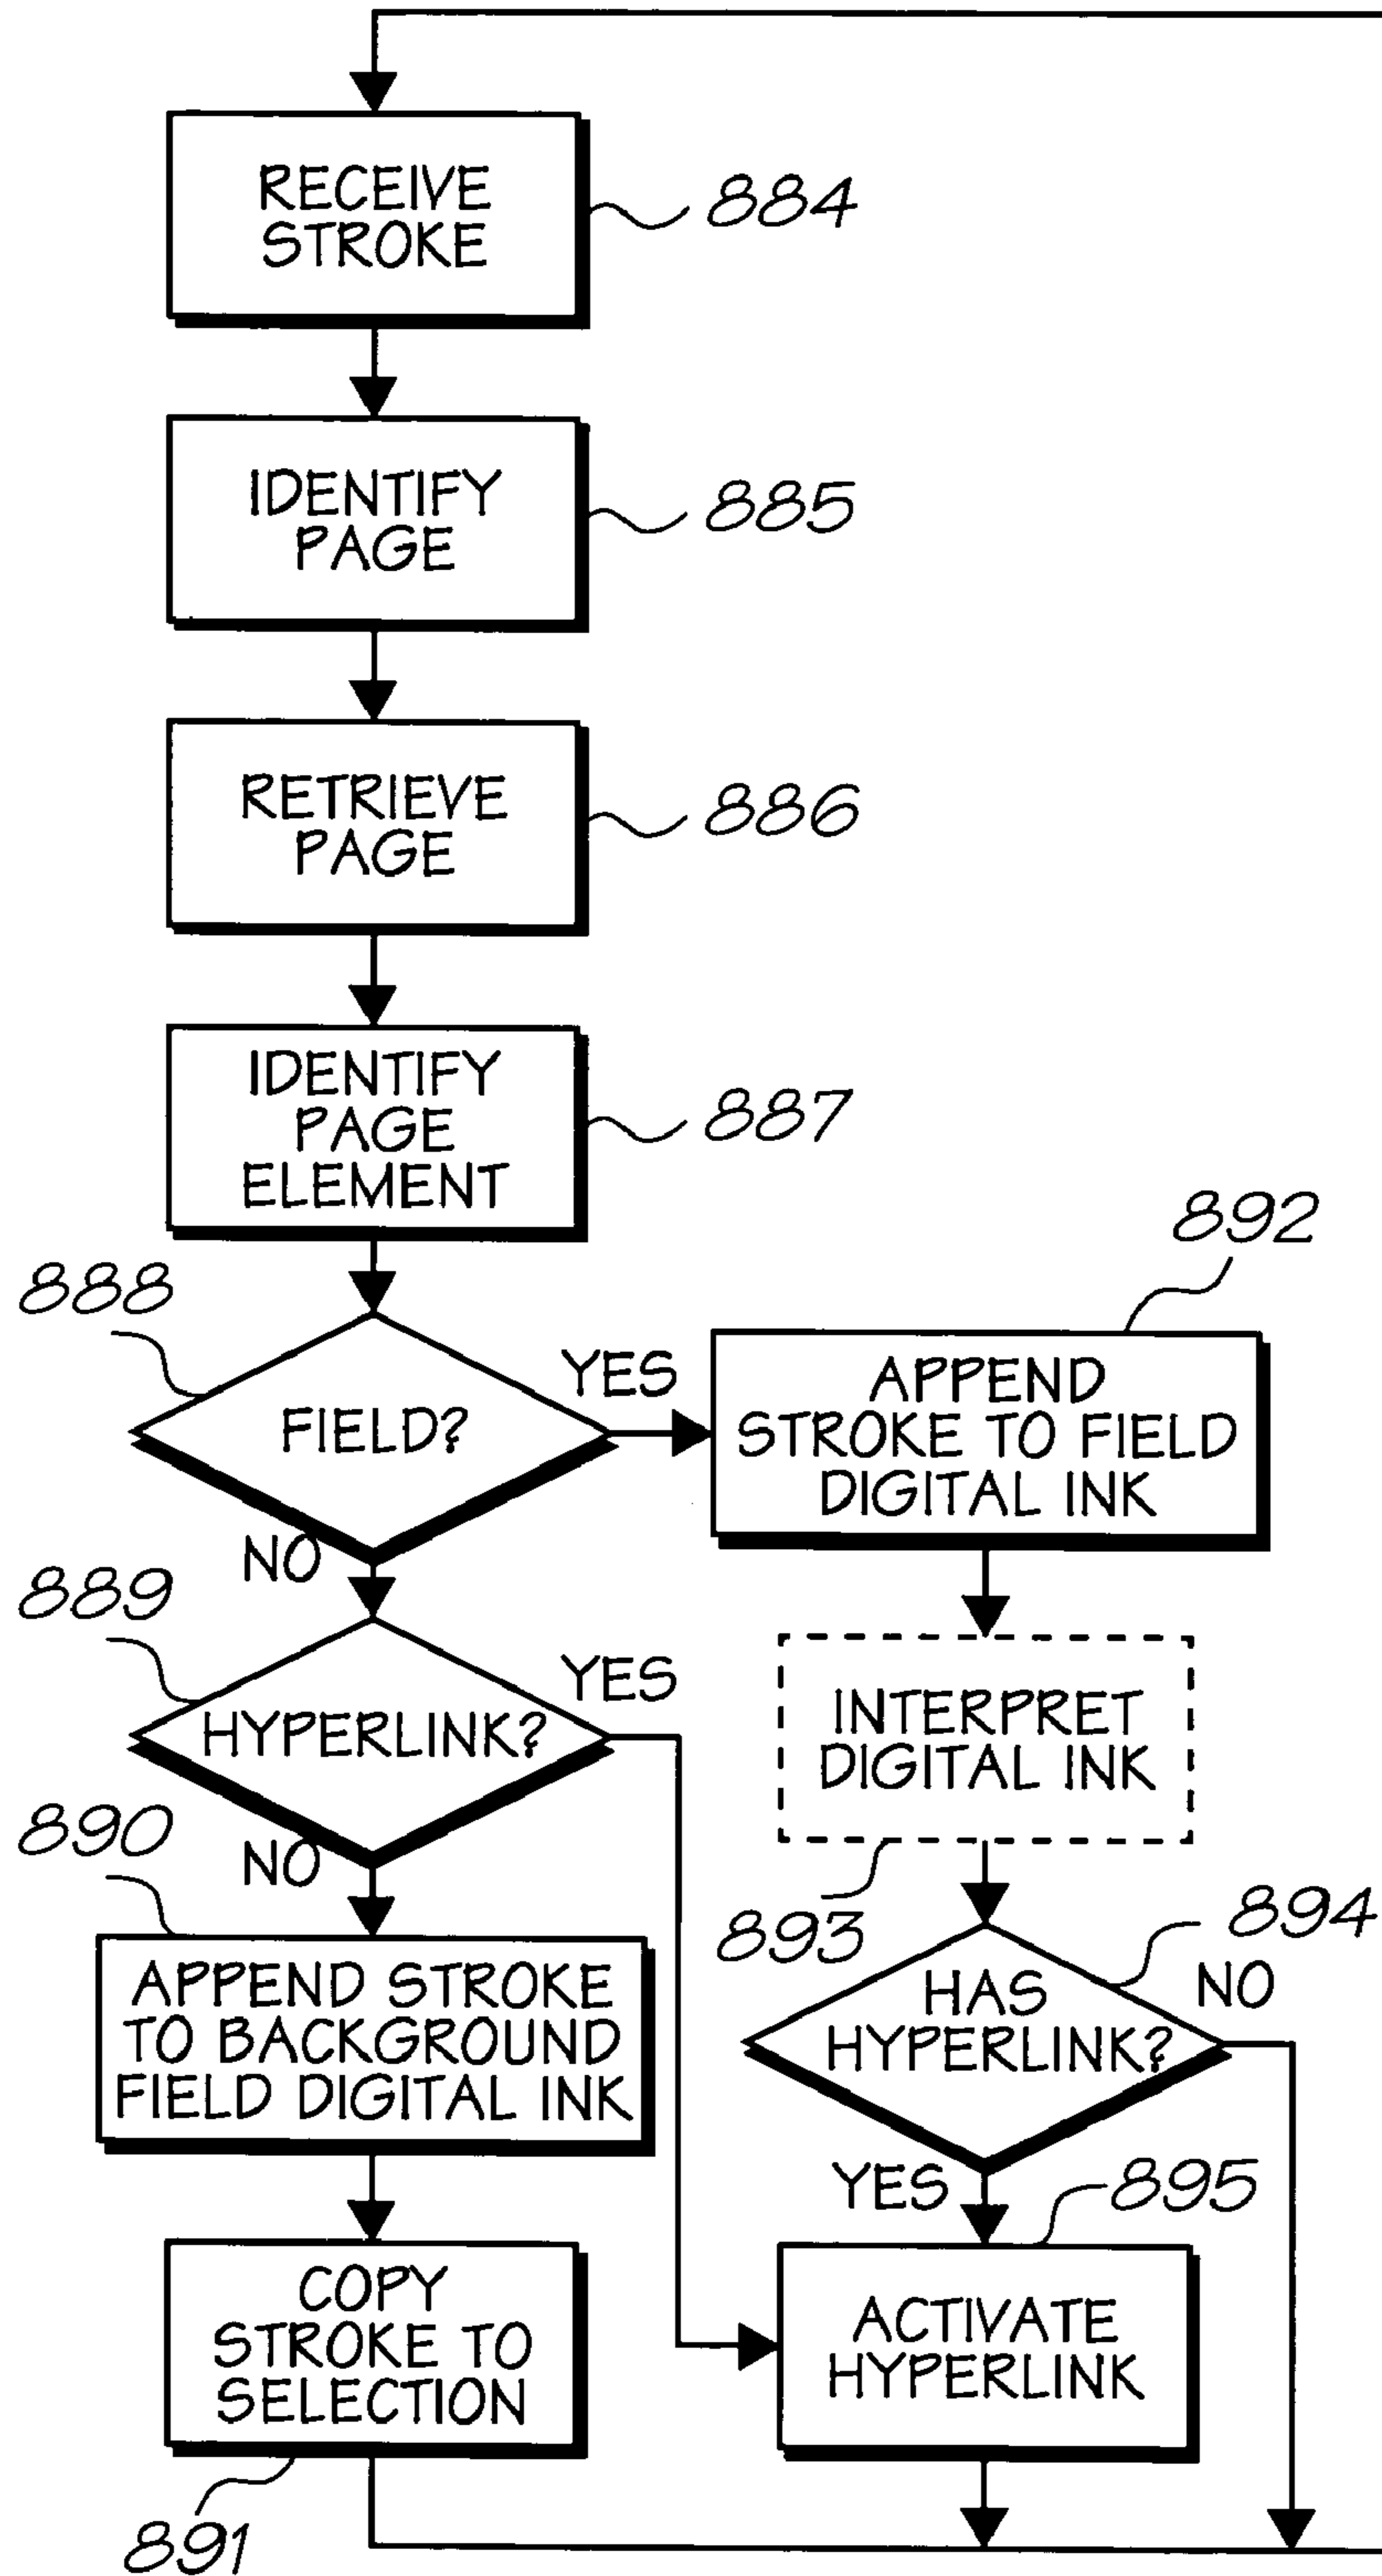 RECEIVE
STROKE
884
IDENTIFY
PAGE
885
RETRIEVE
PAGE
886
IDENTIFY
PAGE
ELEMENT
887
888
FIELD?
YES
NO
892
APPEND
STROKE TO FIELD
DIGITAL INK
889
HYPERLINK?
YES
NO
INTERPRET
DIGITAL INK
893
890
APPEND STROKE
TO BACKGROUND
FIELD DIGITAL INK
894
HAS
HYPERLINK?
NO
YES
895
COPY
STROKE TO
SELECTION
891
ACTIVATE
HYPERLINK